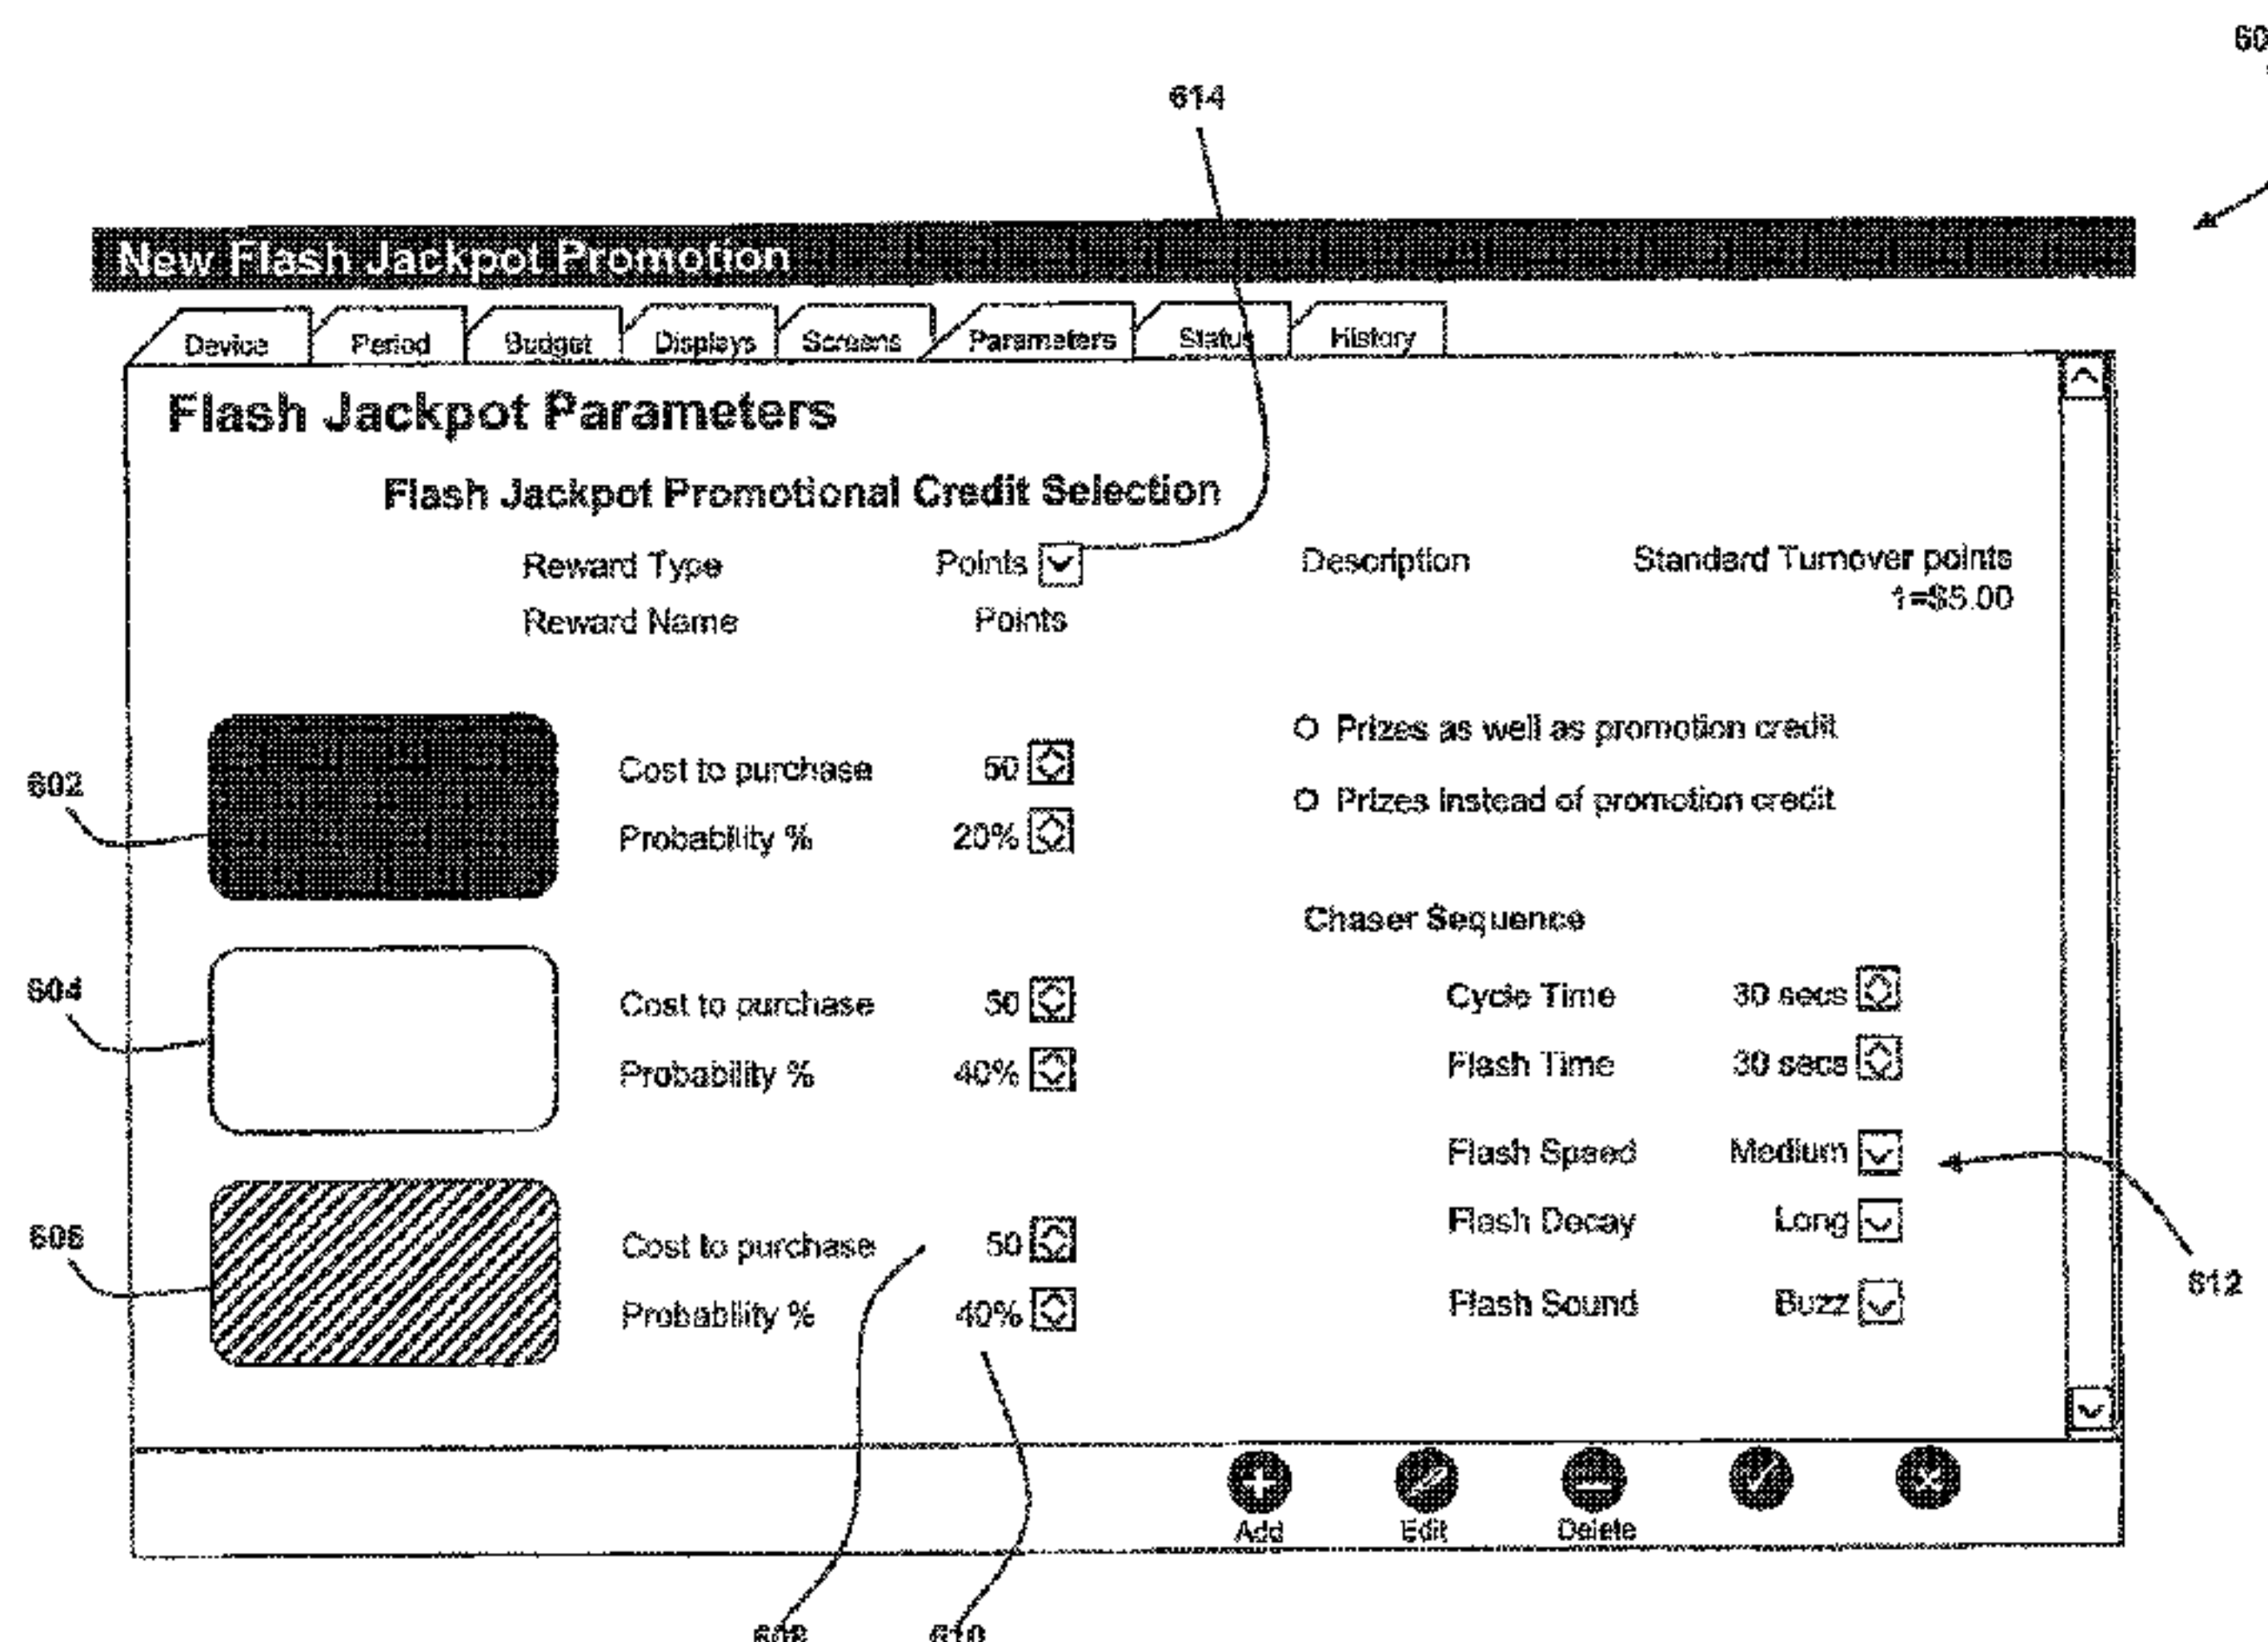 614
New Flash Jackpot Promotion
Device Period Budget Displays Screens Parameters Status History
Flash Jackpot Parameters
Flash Jackpot Promotional Credit Selection
Reward Type Points Description Standard Turnover points
1=$5.00
Reward Name Points
Prizes as well as promotion credit
602 Cost to purchase 50
Prizes instead of promotion credit
Probability % 20%
Chaser Sequence
604 Cost to purchase 50 Cycle Time 30 secs
Probability % 40% Flash Time 30 secs
Flash Speed Medium
606 Cost to purchase 50 Flash Decay Long
612
Probability % 40% Flash Sound Buzz
Add Edit Delete
608 610